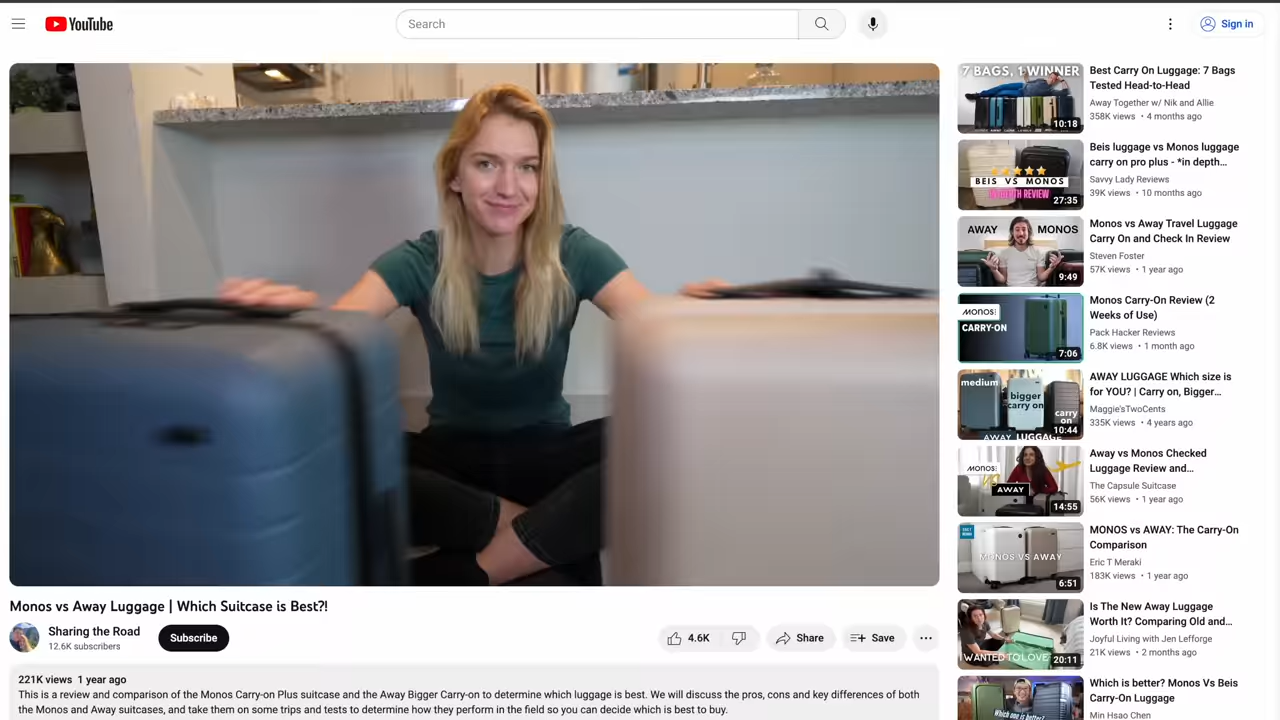 YouTube
Search
Sign in
Monos vs Away Luggage | Which Suitcase is Best?!
Sharing the Road
12.6K subscribers
Subscribe
4.6K
Share
Save
221K views 1 year ago
This is a review and comparison of the Monos Carry-on Plus suitcase and the Away Bigger Carry-on to determine which luggage is best. We will discuss the pros, cons and key differences of both
the Monos and Away suitcases, and take them on some trips and tests to determine how they perform in the field so you can decide which is best to buy.
7 BAGS, 1 WINNER
10:18
Best Carry On Luggage: 7 Bags
Tested Head-to-Head
Away Together w/ Nik and Allie
358K views • 4 months ago
BEIS VS MONOS
IN DEPTH REVIEW
27:35
Beis luggage vs Monos luggage
carry on pro plus - *in depth...
Savvy Lady Reviews
39K views • 10 months ago
AWAY MONOS
9:49
Monos vs Away Travel Luggage
Carry On and Check In Review
Steven Foster
57K views • 1 year ago
MONOS
CARRY-ON
7:06
Monos Carry-On Review (2
Weeks of Use)
Pack Hacker Reviews
6.8K views • 1 month ago
medium
bigger
carry on
carry
on
10:44
AWAY LUGGAGE
AWAY LUGGAGE Which size is
for YOU? | Carry on, Bigger...
Maggie'sTwoCents
335K views • 4 years ago
MONOS
VS
AWAY
14:55
Away vs Monos Checked
Luggage Review and...
The Capsule Suitcase
56K views • 1 year ago
MONOS VS AWAY
6:51
MONOS vs AWAY: The Carry-On
Comparison
Eric T Meraki
183K views • 1 year ago
WANTED TO LOVE
20:11
Is The New Away Luggage
Worth It? Comparing Old and...
Joyful Living with Jen Lefforge
21K views • 2 months ago
Which one is better?
Which is better? Monos Vs Beis
Carry-On Luggage
Min Hsao Chen